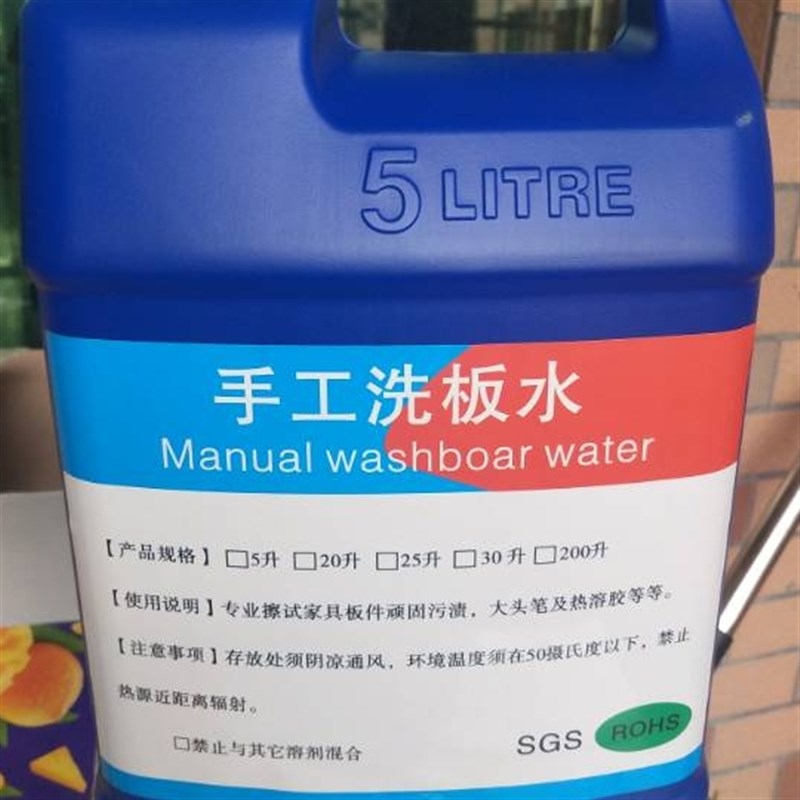 5 LITRE
手工洗板水
Manual washboar water
【产品规格】□5升 □20升 □25升 □30升 □200升
【使用说明】专业擦试家具板件顽固污渍，大头笔及热溶胶等等。
【注意事项】存放处须阴凉通风，环境温度须在50摄氏度以下，禁止
热源近距离辐射。
□禁止与其它溶剂混合
SGS ROHS